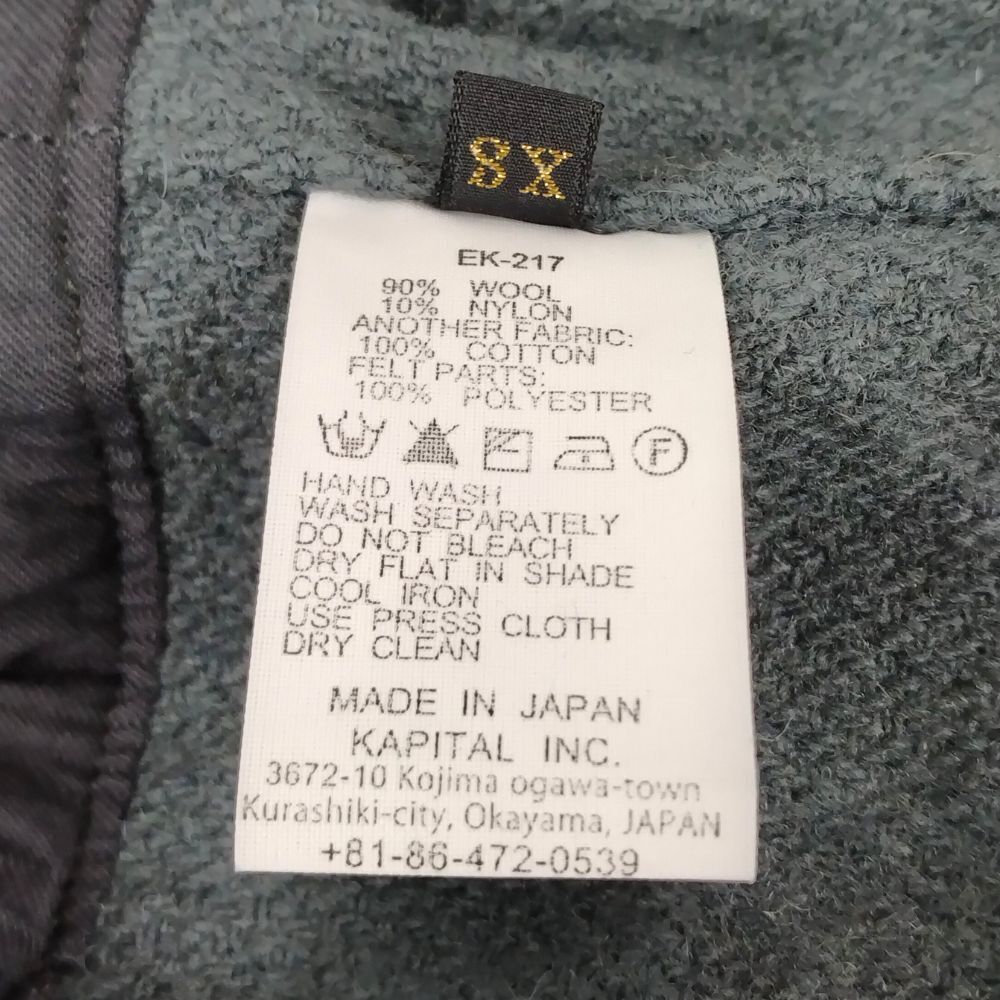 8X
EK-217
90% WOOL
10% NYLON
ANOTHER FABRIC:
100% COTTON
FELT PARTS:
100% POLYESTER
F
HAND WASH
WASH SEPARATELY
DO NOT BLEACH
DRY FLAT IN SHADE
COOL IRON
USE PRESS CLOTH
DRY CLEAN
MADE IN JAPAN
KAPITAL INC.
3672-10 Kojima ogawa-town
Kurashiki-city, Okayama, JAPAN
+81-86-472-0539